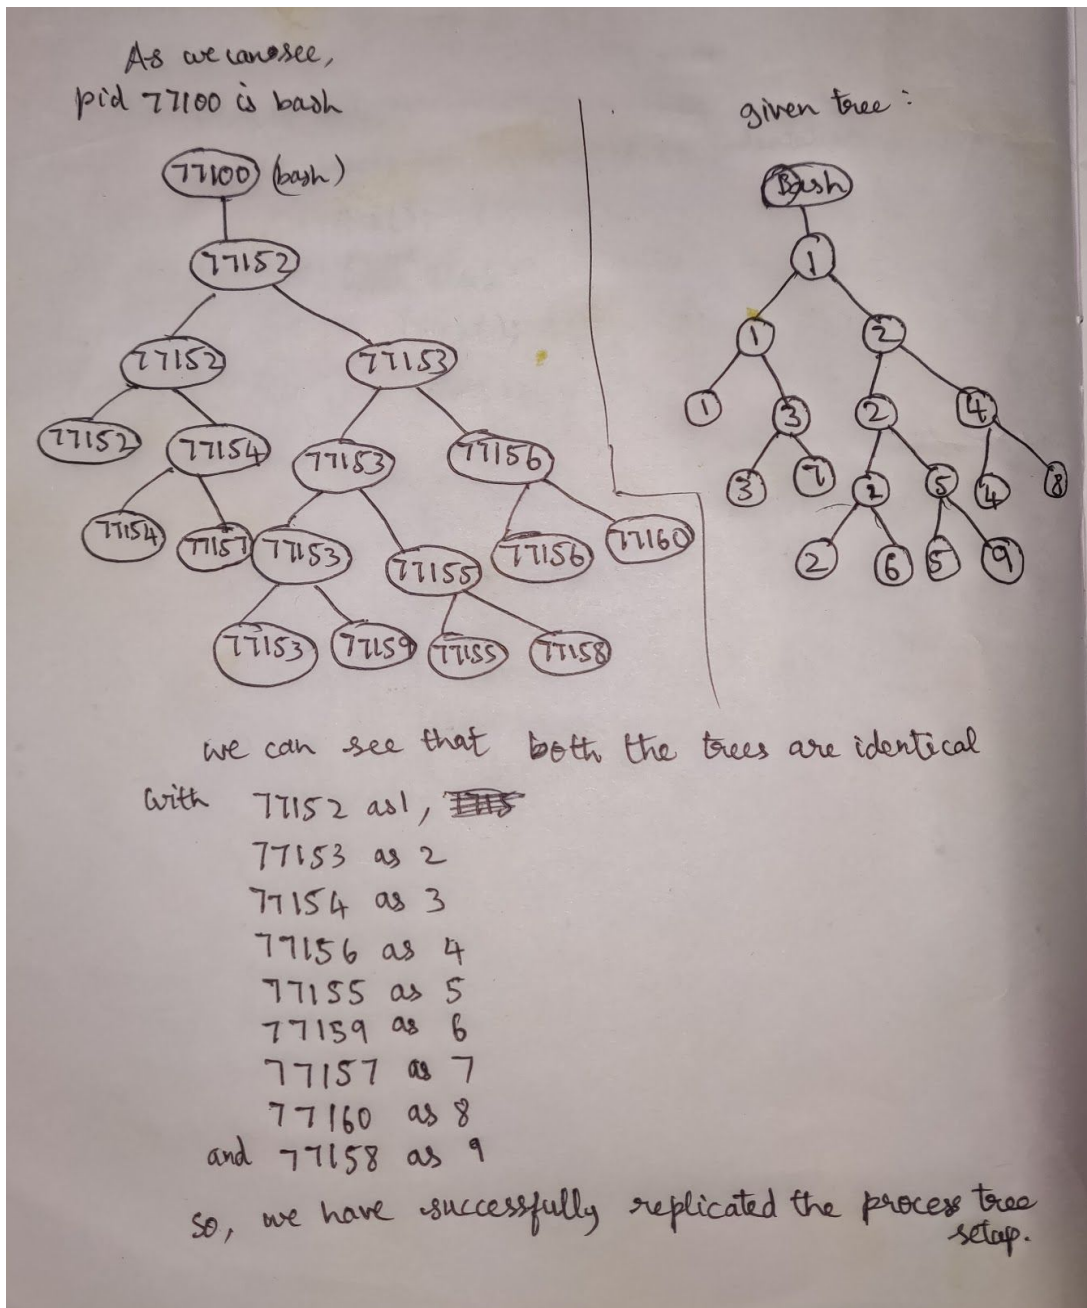 As we can see,
pid 77100 is bash
77100 (bash)
77152
77152 77153
77152 77154 77153 77156
77154 77157 77153 77155 77156 77160
77153 77159 77155 77158
given tree :
Bash
1
1 2
1 3 2 4
3 7 2 5 4 8
2 6 5 9
we can see that both the trees are identical
with 77152 as 1,
77153 as 2
77154 as 3
77156 as 4
77155 as 5
77159 as 6
77157 as 7
77160 as 8
and 77158 as 9
so, we have successfully replicated the process tree
setup.